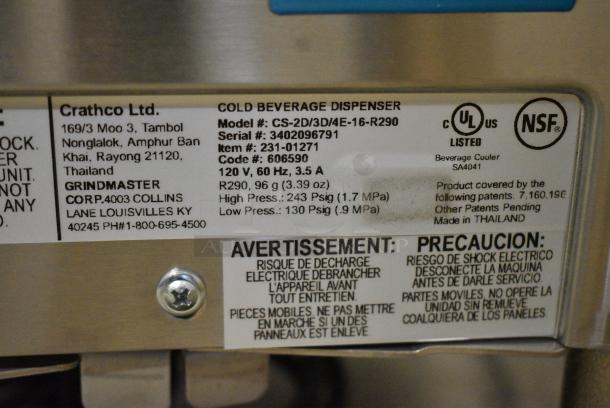 OCK.
ER
UNIT.
NOT
ANY
D.
Crathco Ltd.
169/3 Moo 3, Tambol
Nonglalok, Amphur Ban
Khai, Rayong 21120,
Thailand
GRINDMASTER
CORP.4003 COLLINS
LANE LOUISVILLES KY
40245 PH#1-800-695-4500
COLD BEVERAGE DISPENSER
Model #: CS-2D/3D/4E-16-R290
Serial #: 3402096791
Item #: 231-01271
Code #: 606590
120 V, 60 Hz, 3.5 A
R290, 96 g (3.39 oz)
High Press.: 243 Psig (1.7 MPa)
Low Press.: 130 Psig (.9 MPa)
C UL US
LISTED
NSF
Beverage Cooler
SA4041
Product covered by the
following patents. 7,160,196
Other Patents Pending
Made in THAILAND
AVERTISSEMENT:
RISQUE DE DECHARGE
ELECTRIQUE DEBRANCHER
L'APPAREIL AVANT
TOUT ENTRETIEN.
PIECES MOBILES, NE PAS METTRE
EN MARCHE SI UN DES
PANNEAUX EST ENLEVE
PRECAUCION:
RIESGO DE SHOCK ELECTRICO
DESCONECTE LA MAQUINA
ANTES DE DARLE SERVICIO.
PARTES MOVILES, NO OPERE LA
UNIDAD SIN REMUEVE
COALQUIERA DE LOS PANELES.